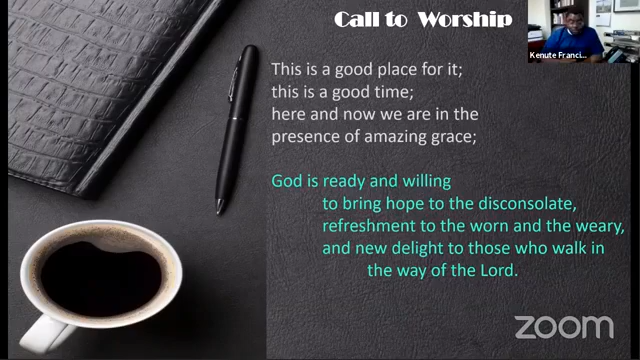 Call to Worship
Kenute Franci...
This is a good place for it;
this is a good time;
here and now we are in the
presence of amazing grace;
God is ready and willing
to bring hope to the disconsolate,
refreshment to the worn and the weary,
and new delight to those who walk in
the way of the Lord.
zoom